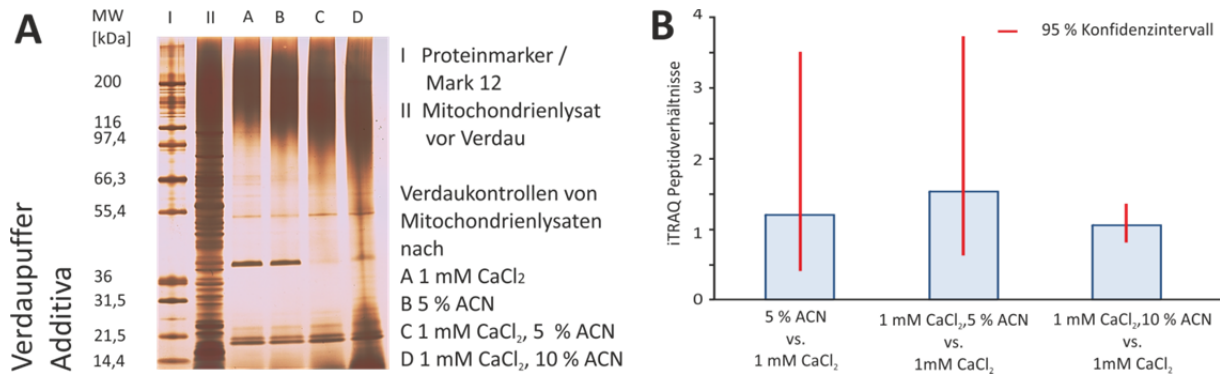 A
MW
[kDa]
I II A B C D
200
116
97,4
66,3
55,4
36
31,5
21,5
14,4
Verdaupuffer
Additiva
I Proteinmarker /
Mark 12
II Mitochondrienlysat
vor Verdau
Verdaukontrollen von
Mitochondrienlysaten
nach
A 1 mM CaCl₂
B 5 % ACN
C 1 mM CaCl₂, 5 % ACN
D 1 mM CaCl₂, 10 % ACN
B
95 % Konfidenzintervall
iTRAQ Peptidverhältnisse
4
3
2
1
0
5 % ACN
vs.
1 mM CaCl₂
1 mM CaCl₂,5 % ACN
vs.
1mM CaCl₂
1 mM CaCl₂,10 % ACN
vs.
1mM CaCl₂